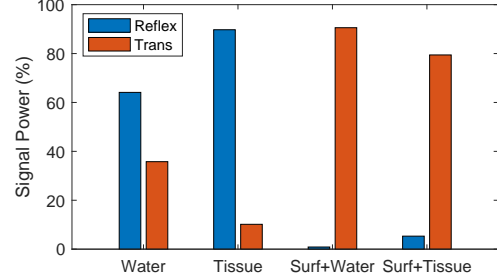 100
80
60
40
20
0
Signal Power (%)
Reflex
Trans
Water
Tissue
Surf+Water
Surf+Tissue